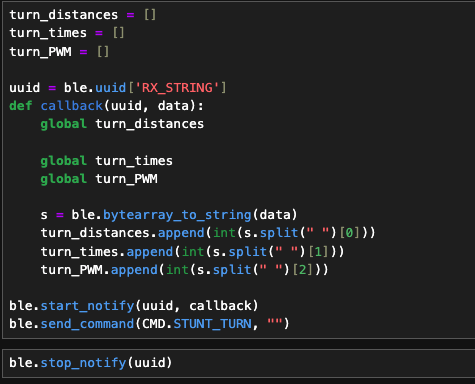 turn_distances = []
turn_times = []
turn_PWM = []

uuid = ble.uuid['RX_STRING']
def callback(uuid, data):
    global turn_distances

    global turn_times
    global turn_PWM

    s = ble.bytearray_to_string(data)
    turn_distances.append(int(s.split(" ")[0]))
    turn_times.append(int(s.split(" ")[1]))
    turn_PWM.append(int(s.split(" ")[2]))

ble.start_notify(uuid, callback)
ble.send_command(CMD.STUNT_TURN, "")

ble.stop_notify(uuid)